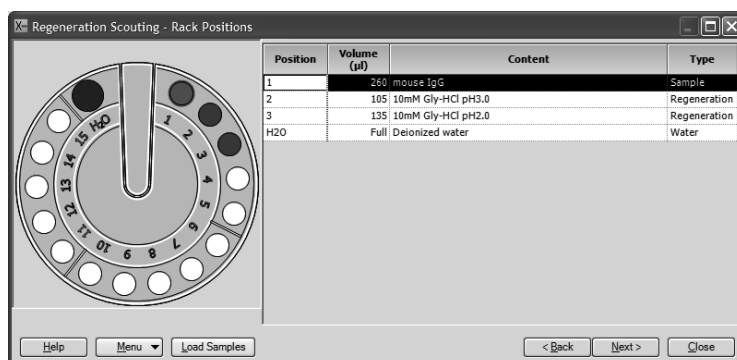 Regeneration Scouting - Rack Positions
Position Volume (µl) Content Type
1 260 mouse IgG Sample
2 105 10mM Gly-HCl pH3.0 Regeneration
3 135 10mM Gly-HCl pH2.0 Regeneration
H2O Full Deionized water Water
H₂O
1
2
3
4
5
6
7
8
9
10
11
12
13
14
15
Help Menu Load Samples < Back Next > Close